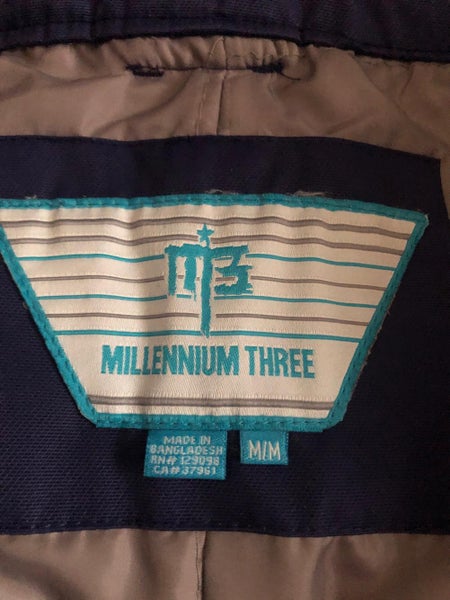 M3
MILLENNIUM THREE
MADE IN
BANGLADESH
RN# 129098
CA# 37961
M/M